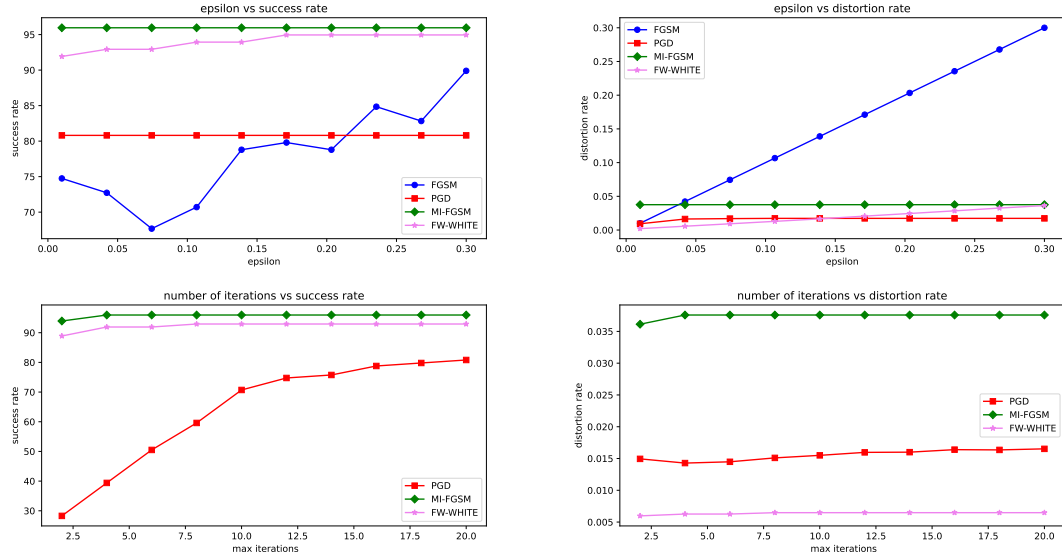 epsilon vs success rate
success rate
95
90
85
80
75
70
0.00 0.05 0.10 0.15 0.20 0.25 0.30
epsilon
FGSM
PGD
MI-FGSM
FW-WHITE
epsilon vs distortion rate
distortion rate
0.30
0.25
0.20
0.15
0.10
0.05
0.00
0.00 0.05 0.10 0.15 0.20 0.25 0.30
epsilon
FGSM
PGD
MI-FGSM
FW-WHITE
number of iterations vs success rate
success rate
90
80
70
60
50
40
30
2.5 5.0 7.5 10.0 12.5 15.0 17.5 20.0
max iterations
PGD
MI-FGSM
FW-WHITE
number of iterations vs distortion rate
distortion rate
0.035
0.030
0.025
0.020
0.015
0.010
0.005
2.5 5.0 7.5 10.0 12.5 15.0 17.5 20.0
max iterations
PGD
MI-FGSM
FW-WHITE